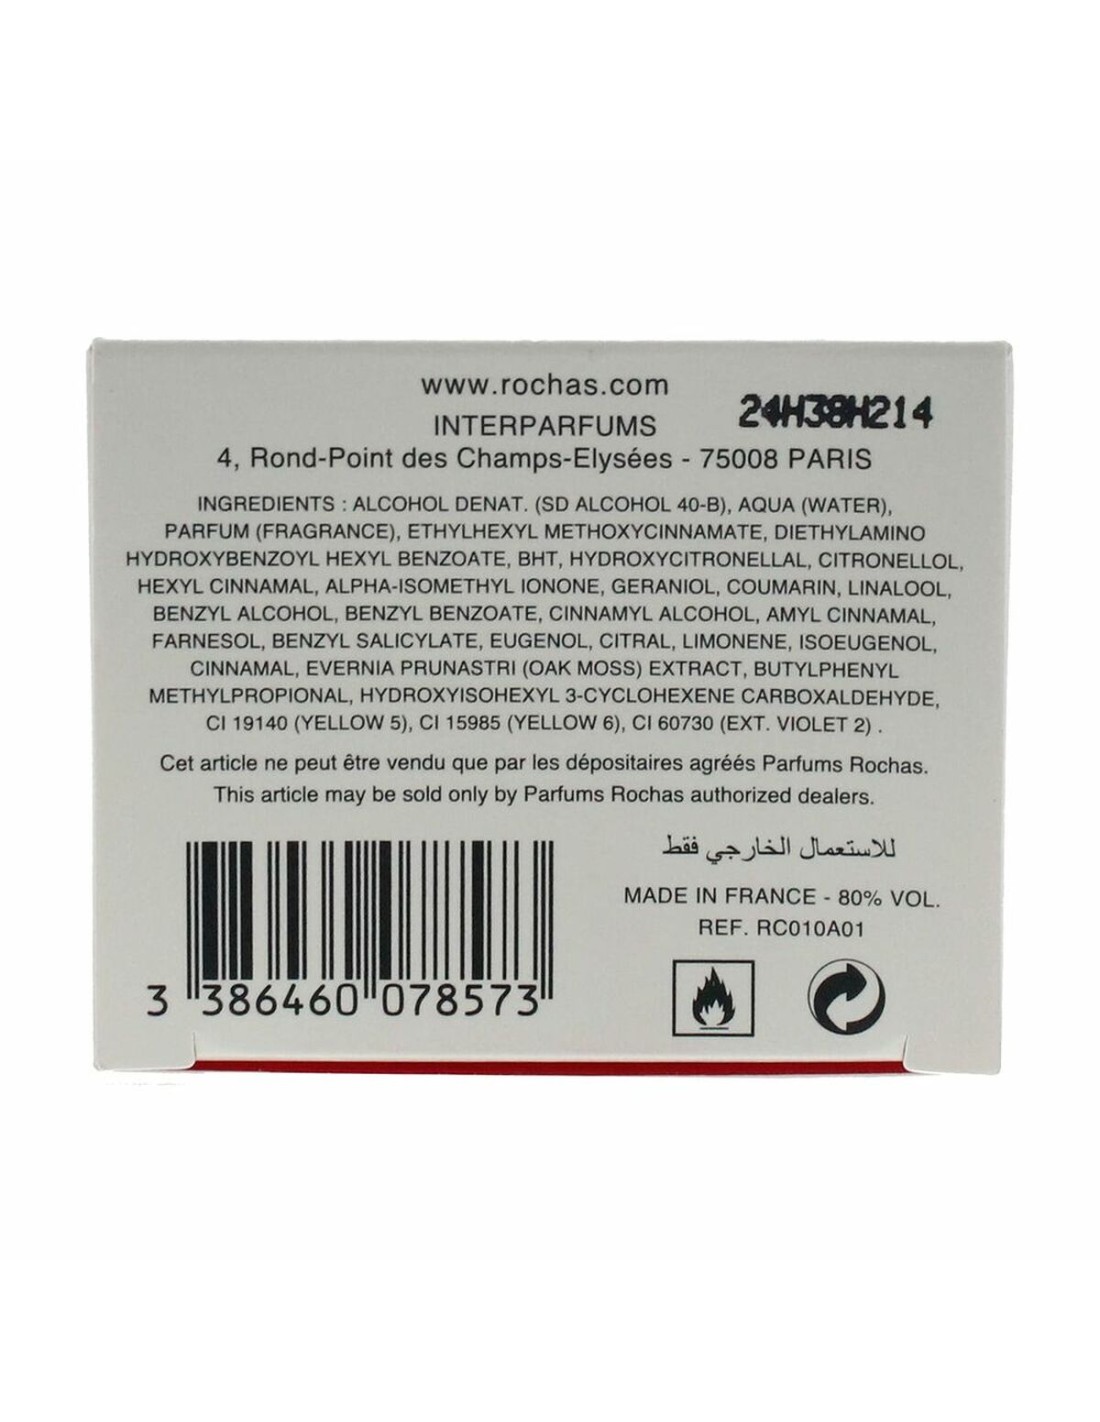 www.rochas.com
24H38H214
INTERPARFUMS
4, Rond-Point des Champs-Elysées - 75008 PARIS
INGREDIENTS : ALCOHOL DENAT. (SD ALCOHOL 40-B), AQUA (WATER),
PARFUM (FRAGRANCE), ETHYLHEXYL METHOXYCINNAMATE, DIETHYLAMINO
HYDROXYBENZOYL HEXYL BENZOATE, BHT, HYDROXYCITRONELLAL, CITRONELLOL,
HEXYL CINNAMAL, ALPHA-ISOMETHYL IONONE, GERANIOL, COUMARIN, LINALOOL,
BENZYL ALCOHOL, BENZYL BENZOATE, CINNAMYL ALCOHOL, AMYL CINNAMAL,
FARNESOL, BENZYL SALICYLATE, EUGENOL, CITRAL, LIMONENE, ISOEUGENOL,
CINNAMAL, EVERNIA PRUNASTRI (OAK MOSS) EXTRACT, BUTYLPHENYL
METHYLPROPIONAL, HYDROXYISOHEXYL 3-CYCLOHEXENE CARBOXALDEHYDE,
CI 19140 (YELLOW 5), CI 15985 (YELLOW 6), CI 60730 (EXT. VIOLET 2) .
Cet article ne peut être vendu que par les dépositaires agréés Parfums Rochas.
This article may be sold only by Parfums Rochas authorized dealers.
للاستعمال الخارجي فقط
MADE IN FRANCE - 80% VOL.
REF. RC010A01
3 386460 078573